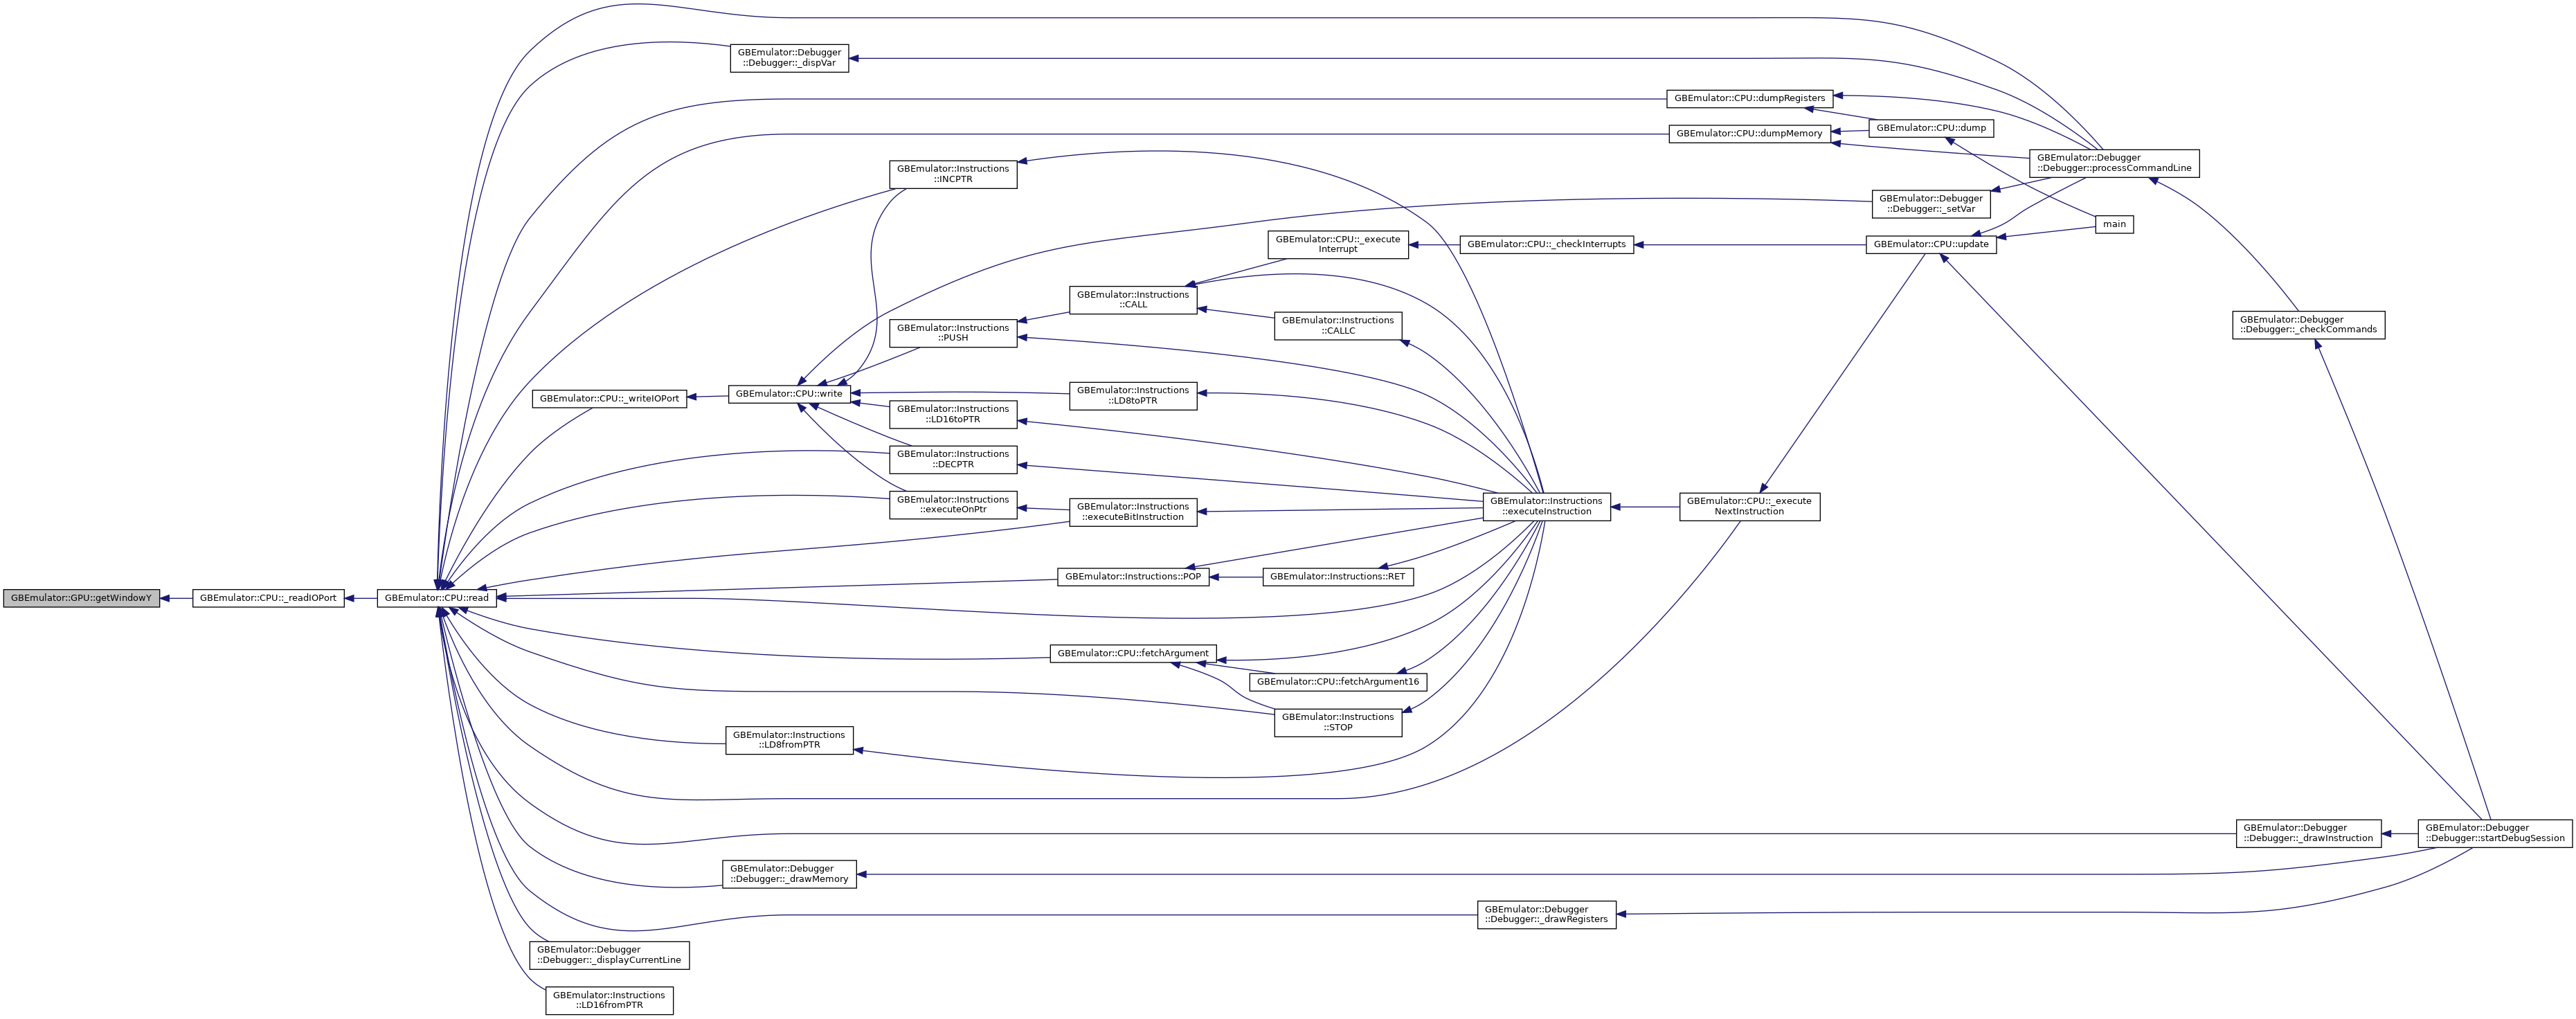 GBEmulator::Debugger
::Debugger::_dispVar
GBEmulator::CPU::dumpRegisters
GBEmulator::CPU::dump
GBEmulator::CPU::dumpMemory
GBEmulator::Debugger
::Debugger::processCommandLine
GBEmulator::Instructions
::INCPTR
GBEmulator::Debugger
::Debugger::_setVar
main
GBEmulator::CPU::_execute
Interrupt
GBEmulator::CPU::_checkInterrupts
GBEmulator::CPU::update
GBEmulator::Instructions
::CALL
GBEmulator::Instructions
::CALLC
GBEmulator::Debugger
::Debugger::_checkCommands
GBEmulator::Instructions
::PUSH
GBEmulator::CPU::_writeIOPort
GBEmulator::CPU::write
GBEmulator::Instructions
::LD8toPTR
GBEmulator::Instructions
::LD16toPTR
GBEmulator::Instructions
::DECPTR
GBEmulator::Instructions
::executeOnPtr
GBEmulator::Instructions
::executeBitInstruction
GBEmulator::Instructions
::executeInstruction
GBEmulator::CPU::_execute
NextInstruction
GBEmulator::Instructions::POP
GBEmulator::Instructions::RET
GBEmulator::GPU::getWindowY
GBEmulator::CPU::_readIOPort
GBEmulator::CPU::read
GBEmulator::CPU::fetchArgument
GBEmulator::CPU::fetchArgument16
GBEmulator::Instructions
::STOP
GBEmulator::Instructions
::LD8fromPTR
GBEmulator::Debugger
::Debugger::_drawInstruction
GBEmulator::Debugger
::Debugger::startDebugSession
GBEmulator::Debugger
::Debugger::_drawMemory
GBEmulator::Debugger
::Debugger::_drawRegisters
GBEmulator::Debugger
::Debugger::_displayCurrentLine
GBEmulator::Instructions
::LD16fromPTR